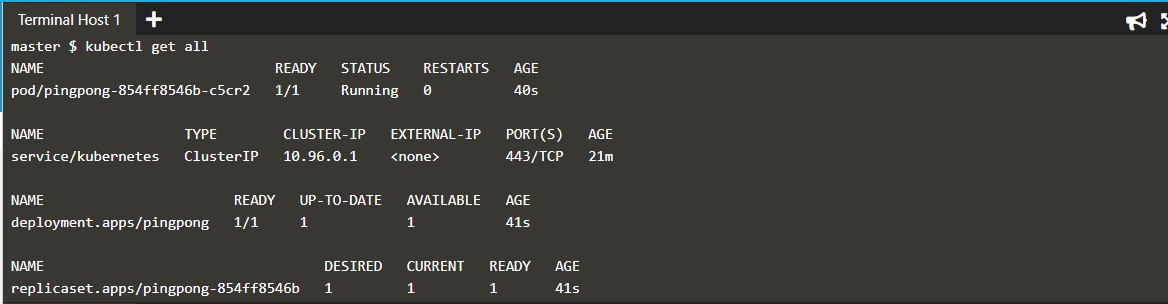 Terminal Host 1
master $ kubectl get all
NAME READY STATUS RESTARTS AGE
pod/pingpong-854ff8546b-c5cr2 1/1 Running 0 40s
NAME TYPE CLUSTER-IP EXTERNAL-IP PORT(S) AGE
service/kubernetes ClusterIP 10.96.0.1 <none> 443/TCP 21m
NAME READY UP-TO-DATE AVAILABLE AGE
deployment.apps/pingpong 1/1 1 1 41s
NAME DESIRED CURRENT READY AGE
replicaset.apps/pingpong-854ff8546b 1 1 1 41s